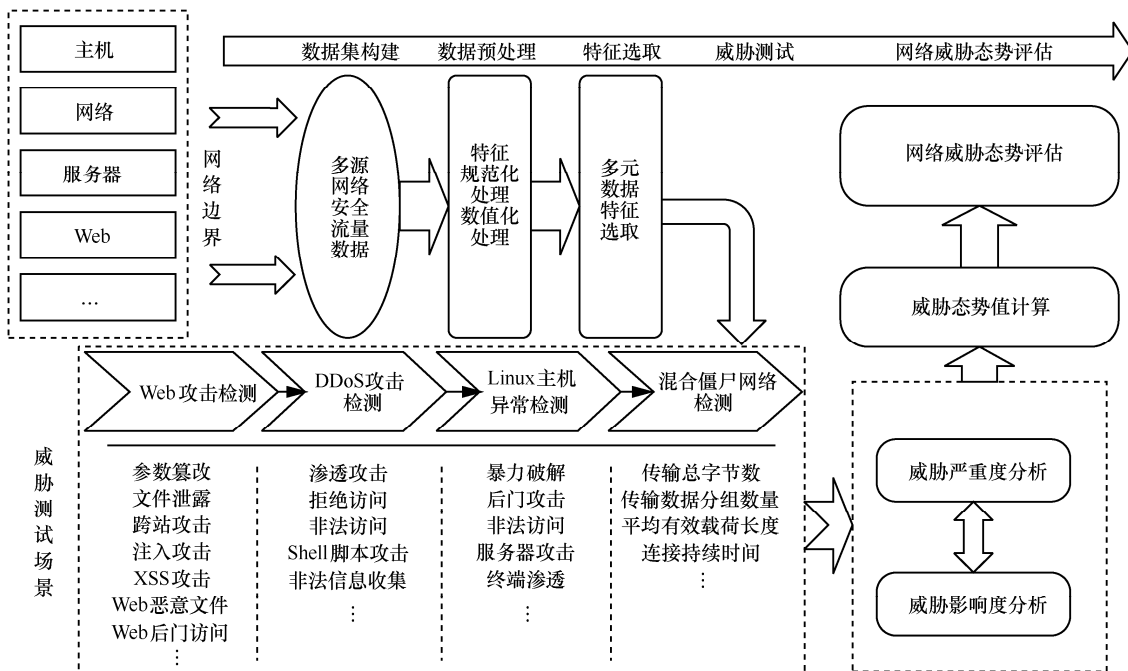 主机
网络
服务器
Web
…
网络边界
数据集构建
数据预处理
特征选取
威胁测试
网络威胁态势评估
多源
网络
安全
流量
数据
特征
规范化
处理
数值化
处理
多元
数据
特征
选取
网络威胁态势评估
威胁态势值计算
威胁严重度分析
威胁影响度分析
威胁测试场景
Web攻击检测
DDoS攻击
检测
Linux主机
异常检测
混合僵尸网络
检测
参数篡改
文件泄露
跨站攻击
注入攻击
XSS攻击
Web恶意文件
Web后门访问
…
渗透攻击
拒绝访问
非法访问
Shell脚本攻击
非法信息收集
…
暴力破解
后门攻击
非法访问
服务器攻击
终端渗透
…
传输总字节数
传输数据分组数量
平均有效载荷长度
连接持续时间
…